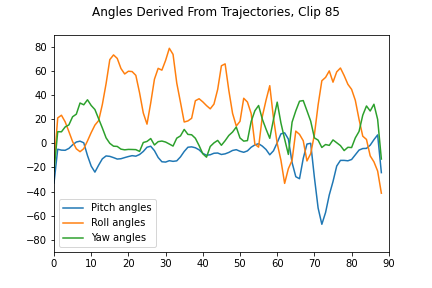 Angles Derived From Trajectories, Clip 85
80
60
40
20
0
−20
−40
−60
−80
Pitch angles
Roll angles
Yaw angles
0 10 20 30 40 50 60 70 80 90